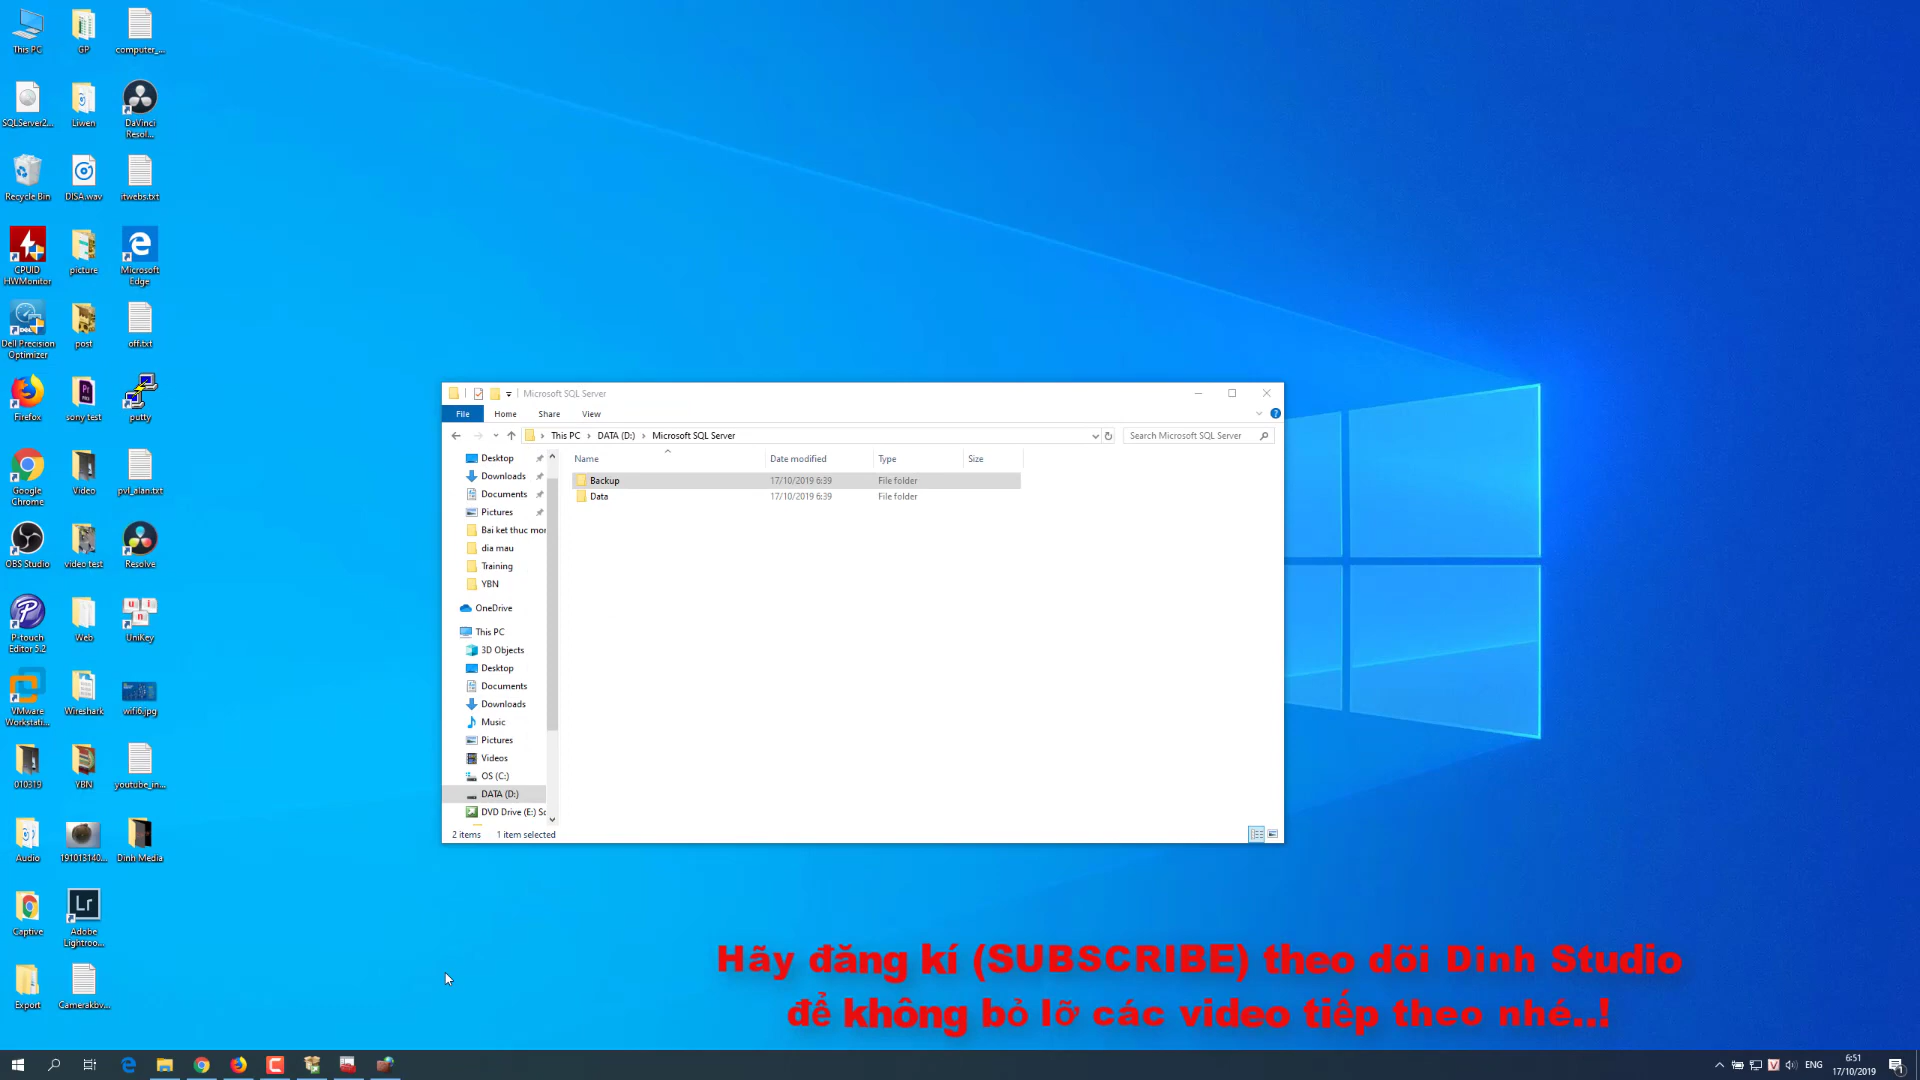 This PC
GP
computer_...
SQLServer2...
Liwen
DaVinci
Resol...
Recycle Bin
DISA.wav
itwebs.txt
CPUID
HWMonitor
picture
Microsoft
Edge
Dell Precision
Optimizer
post
off.txt
Firefox
sony test
putty
Google
Chrome
Video
pvl_alan.txt
OBS Studio
video test
Resolve
P-touch
Editor 5.2
Web
UniKey
VMware
Workstati...
Wireshark
wifi6.jpg
010319
YBN
youtube_in...
Audio
191013140...
Dinh Media
Captive
Adobe
Lightroo...
Export
Camerakbv...
Microsoft SQL Server
File Home Share View
This PC > DATA (D:) > Microsoft SQL Server
Search Microsoft SQL Server
Name Date modified Type Size
Backup 17/10/2019 6:39 File folder
Data 17/10/2019 6:39 File folder
Desktop
Downloads
Documents
Pictures
Bai ket thuc mon
dia mau
Training
YBN
OneDrive
This PC
3D Objects
Desktop
Documents
Downloads
Music
Pictures
Videos
OS (C:)
DATA (D:)
DVD Drive (E:) Sc
2 items 1 item selected
Hãy đăng kí (SUBSCRIBE) theo dõi Dinh Studio
để không bỏ lỡ các video tiếp theo nhé..!
ENG
6:51
17/10/2019